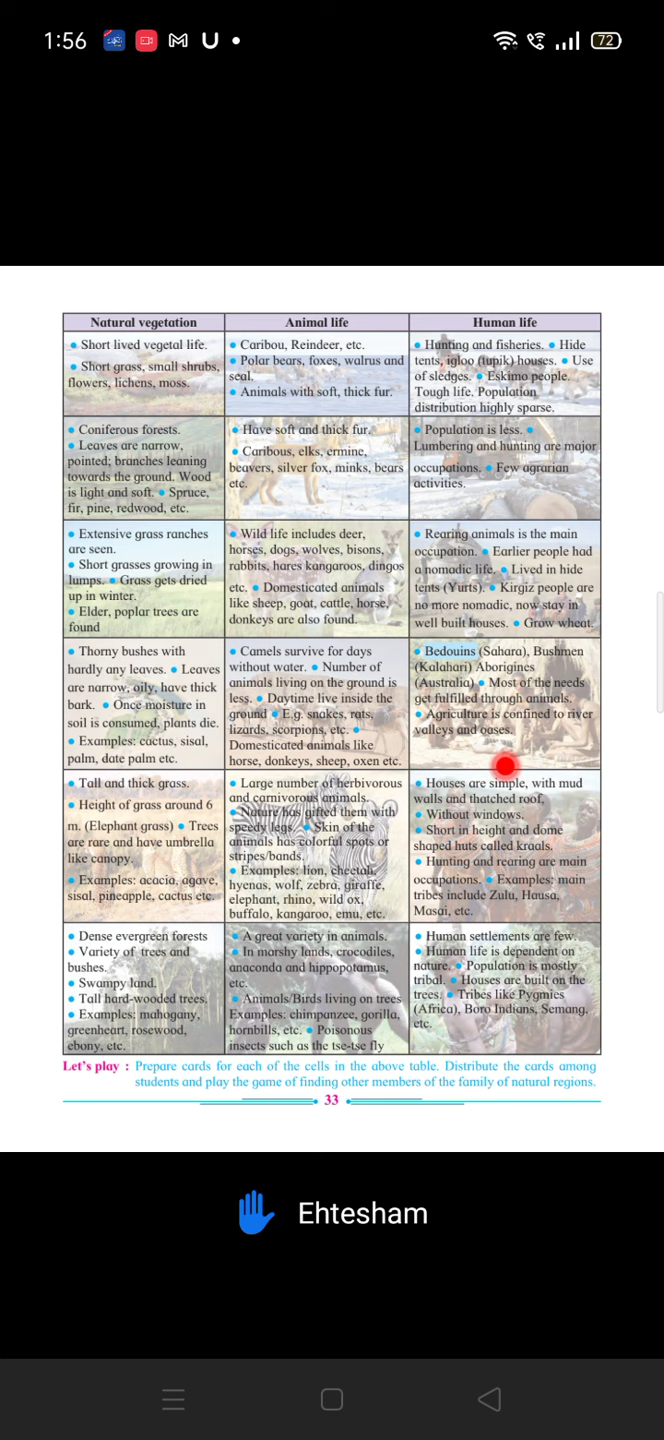 1:56
72
Natural vegetation
Animal life
Human life
• Short lived vegetal life.
• Short grass, small shrubs,
flowers, lichens, moss.
• Caribou, Reindeer, etc.
• Polar bears, foxes, walrus and
seal.
• Animals with soft, thick fur.
• Hunting and fisheries. • Hide
tents, igloo (tupik) houses. • Use
of sledges. • Eskimo people.
Tough life. Population
distribution highly sparse.
• Coniferous forests.
• Leaves are narrow,
pointed; branches leaning
towards the ground. Wood
is light and soft. • Spruce,
fir, pine, redwood, etc.
• Have soft and thick fur.
• Caribous, elks, ermine,
beavers, silver fox, minks, bears
etc.
• Population is less. •
Lumbering and hunting are major
occupations. • Few agrarian
activities.
• Extensive grass ranches
are seen.
• Short grasses growing in
lumps. • Grass gets dried
up in winter.
• Elder, poplar trees are
found
• Wild life includes deer,
horses, dogs, wolves, bisons,
rabbits, hares kangaroos, dingos
etc. • Domesticated animals
like sheep, goat, cattle, horse,
donkeys are also found.
• Rearing animals is the main
occupation. • Earlier people had
a nomadic life. • Lived in hide
tents (Yurts). • Kirgiz people are
no more nomadic, now stay in
well built houses. • Grow wheat.
• Thorny bushes with
hardly any leaves. • Leaves
are narrow, oily, have thick
bark. • Once moisture in
soil is consumed, plants die.
• Examples: cactus, sisal,
palm, date palm etc.
• Camels survive for days
without water. • Number of
animals living on the ground is
less. • Daytime live inside the
ground • E.g. snakes, rats,
lizards, scorpions, etc. •
Domesticated animals like
horse, donkeys, sheep, oxen etc.
• Bedouins (Sahara), Bushmen
(Kalahari) Aborigines
(Australia) • Most of the needs
get fulfilled through animals.
• Agriculture is confined to river
valleys and oases.
• Tall and thick grass.
• Height of grass around 6
m. (Elephant grass) • Trees
are rare and have umbrella
like canopy.
• Examples: acacia, agave,
sisal, pineapple, cactus etc.
• Large number of herbivorous
and carnivorous animals.
• Nature has gifted them with
speedy legs. • Skin of the
animals has colorful spots or
stripes/bands.
• Examples: lion, cheetah,
hyenas, wolf, zebra, giraffe,
elephant, rhino, wild ox,
buffalo, kangaroo, emu, etc.
• Houses are simple, with mud
walls and thatched roof,
• Without windows.
• Short in height and dome
shaped huts called kraals.
• Hunting and rearing are main
occupations. • Examples: main
tribes include Zulu, Hausa,
Masai, etc.
• Dense evergreen forests
• Variety of trees and
bushes.
• Swampy land.
• Tall hard-wooded trees.
• Examples: mahogany,
greenheart, rosewood,
ebony, etc.
• A great variety in animals.
• In marshy lands, crocodiles,
anaconda and hippopotamus,
etc.
• Animals/Birds living on trees
Examples: chimpanzee, gorilla,
hornbills, etc. • Poisonous
insects such as the tse-tse fly
• Human settlements are few.
• Human life is dependent on
nature. • Population is mostly
tribal. • Houses are built on the
trees. • Tribes like Pygmies
(Africa), Boro Indians, Semang,
etc.
Let's play : Prepare cards for each of the cells in the above table. Distribute the cards among
students and play the game of finding other members of the family of natural regions.
33
Ehtesham